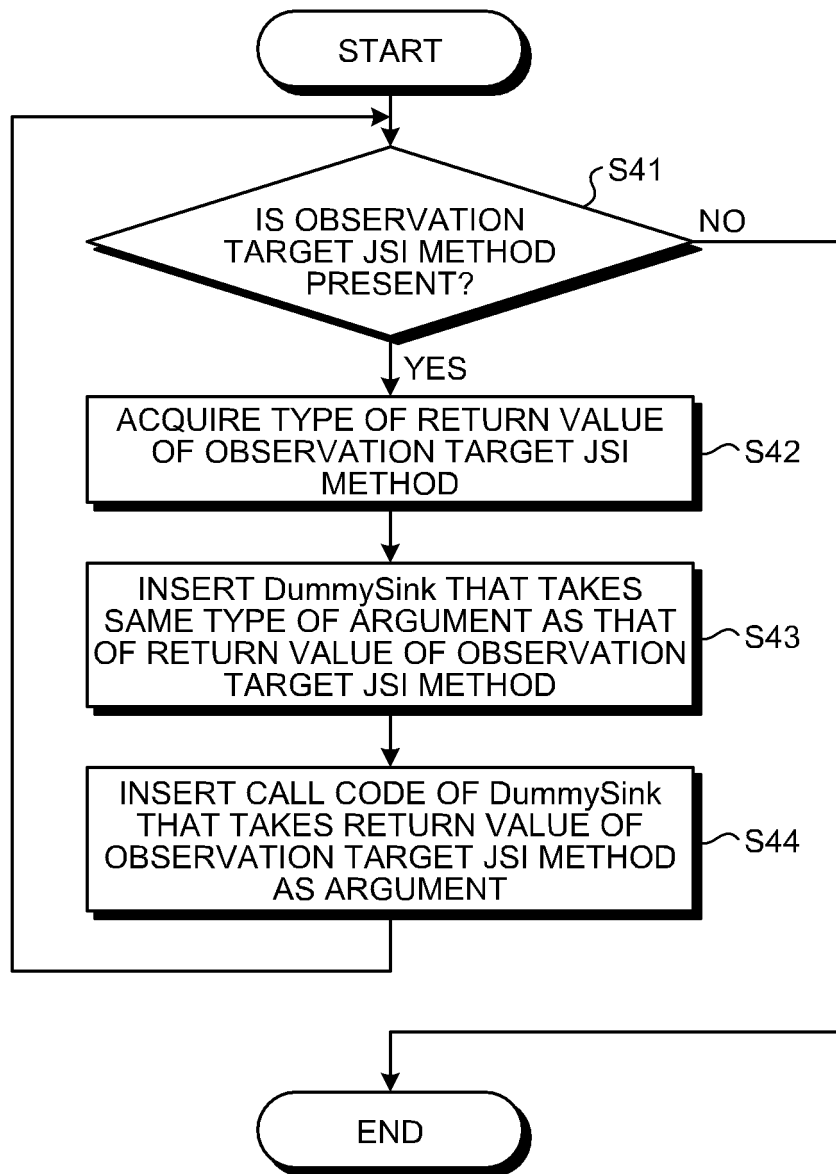 START
S41
IS OBSERVATION
TARGET JSI METHOD
PRESENT?
NO
YES
ACQUIRE TYPE OF RETURN VALUE
OF OBSERVATION TARGET JSI
METHOD
S42
INSERT DummySink THAT TAKES
SAME TYPE OF ARGUMENT AS THAT
OF RETURN VALUE OF OBSERVATION
TARGET JSI METHOD
S43
INSERT CALL CODE OF DummySink
THAT TAKES RETURN VALUE OF
OBSERVATION TARGET JSI METHOD
AS ARGUMENT
S44
END